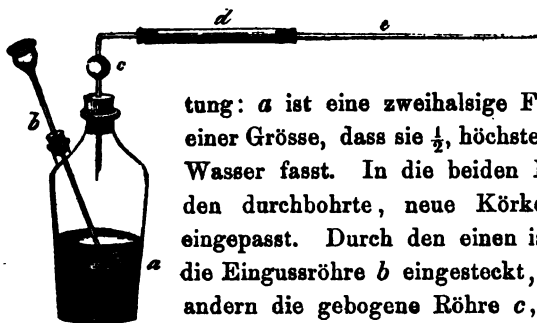 d
e
c
b
tung: a ist eine zweihalsige F
einer Grösse, dass sie ½, höchste
Wasser fasst. In die beiden
den durchbohrte, neue Körke
eingepasst. Durch den einen is
a
die Eingussröhre b eingesteckt,
andern die gebogene Röhre c,